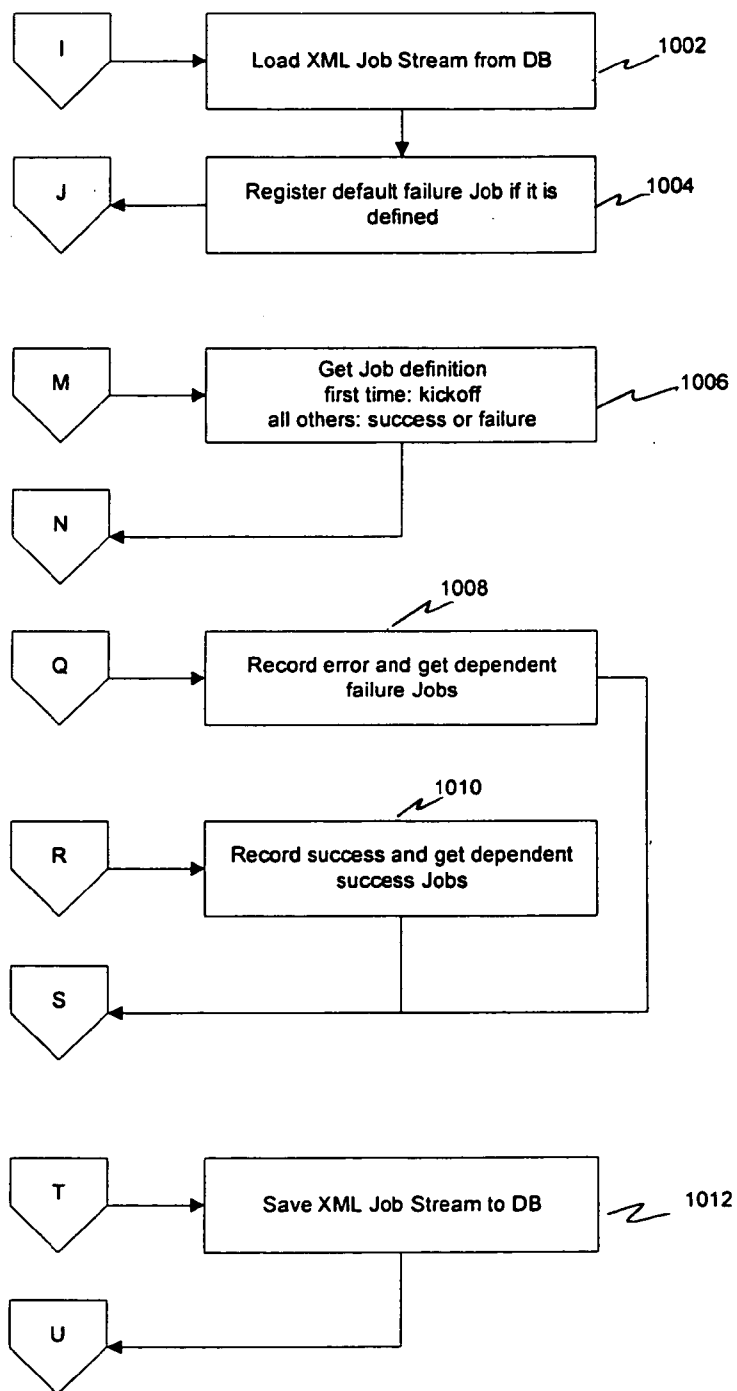 I
Load XML Job Stream from DB
1002
J
Register default failure Job if it is
defined
1004
M
Get Job definition
first time: kickoff
all others: success or failure
1006
N
1008
Q
Record error and get dependent
failure Jobs
1010
R
Record success and get dependent
success Jobs
S
T
Save XML Job Stream to DB
1012
U